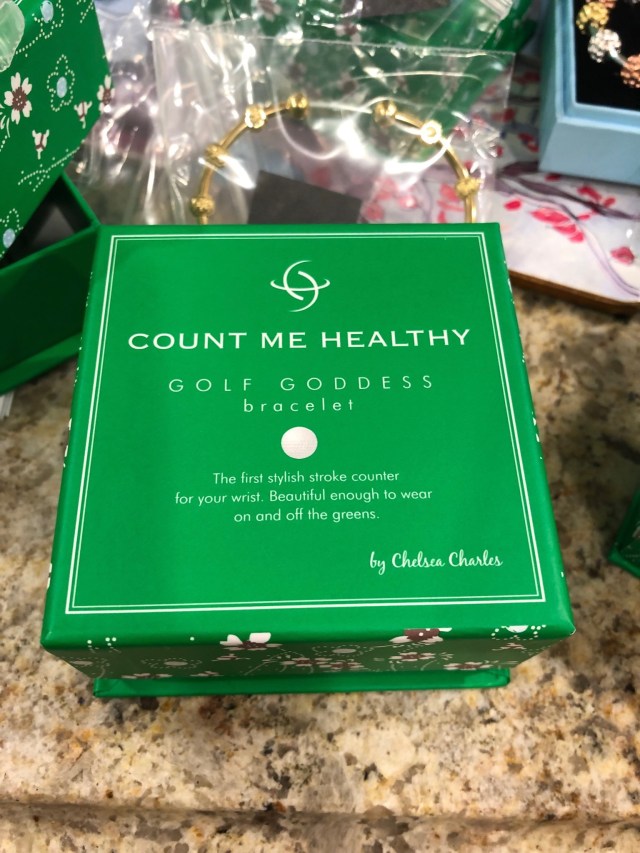 COUNT ME HEALTHY
GOLF GODDESS
bracelet
The first stylish stroke counter
for your wrist. Beautiful enough to wear
on and off the greens.
by Chelsea Charles